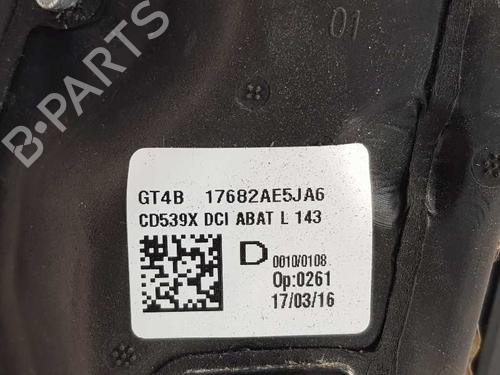 01
B-PARTS
GT4B 17682AE5JA6
CD539X DCI ABAT L 143
D 0010/0108
Op:0261
17/03/16